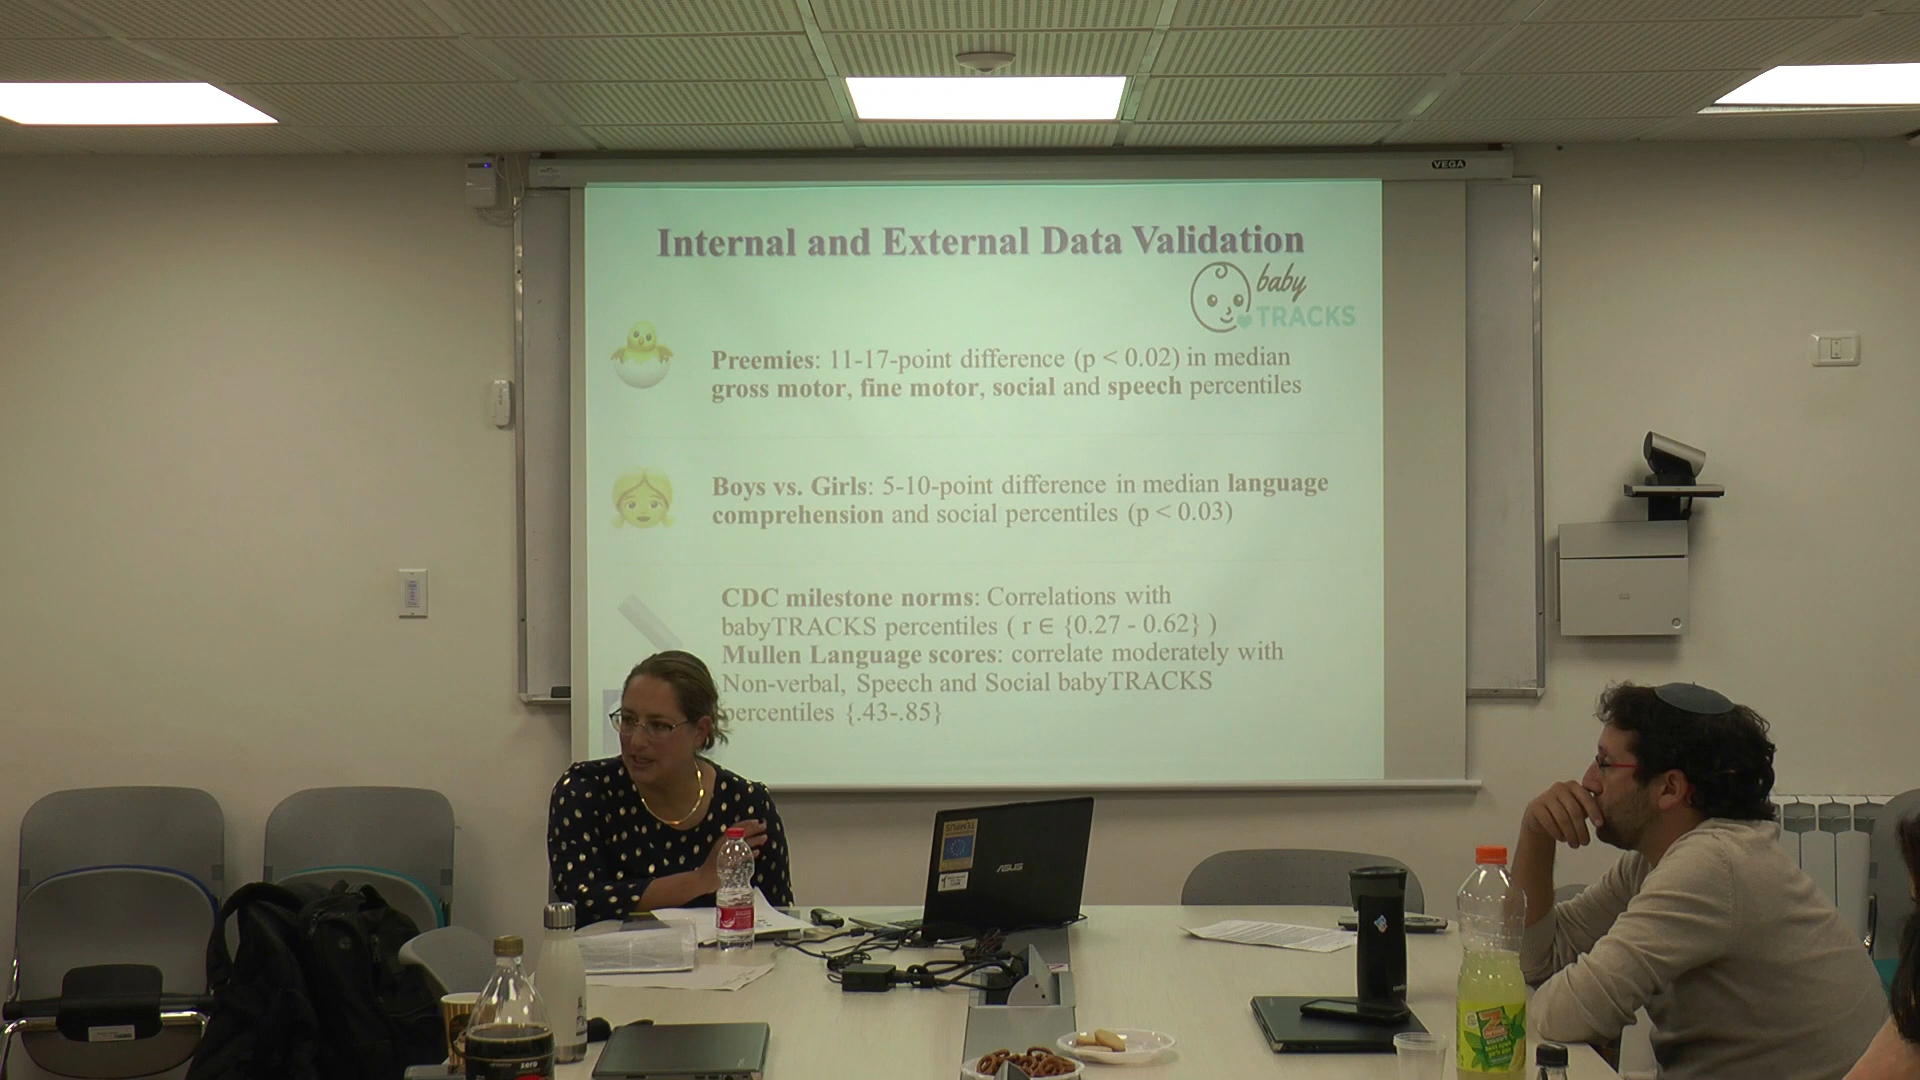 VEGA
Internal and External Data Validation
baby
TRACKS
Preemies: 11-17-point difference (p < 0.02) in median
gross motor, fine motor, social and speech percentiles
Boys vs. Girls: 5-10-point difference in median language
comprehension and social percentiles (p < 0.03)
CDC milestone norms: Correlations with
babyTRACKS percentiles ( r ∈ {0.27 - 0.62} )
Mullen Language scores: correlate moderately with
Non-verbal, Speech and Social babyTRACKS
percentiles {.43-.85}
TEMPUS
ASUS
zero